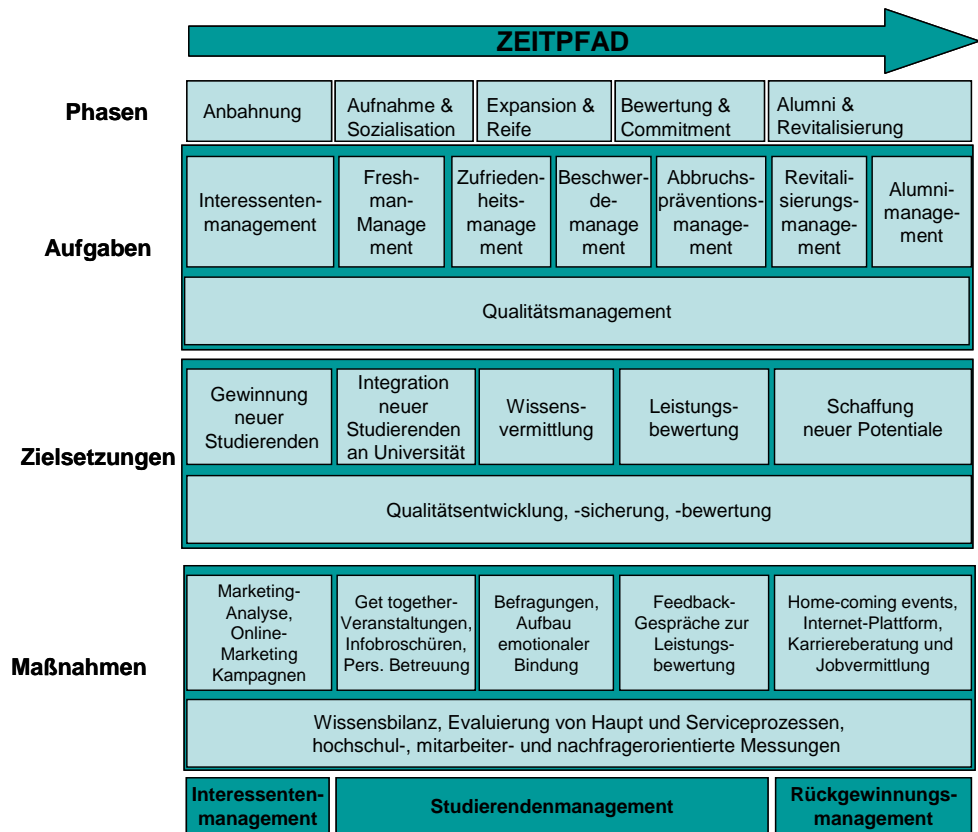 ZEITPFAD
Phasen
Anbahnung
Aufnahme &
Sozialisation
Expansion &
Reife
Bewertung &
Commitment
Alumni &
Revitalisierung
Aufgaben
Interessenten-
management
Fresh-
man-
Manage
ment
Zufrieden-
heits-
manage
ment
Beschwer-
de-
manage
ment
Abbruchs-
präventions-
manage-
ment
Revitali-
sierungs-
manage-
ment
Alumni-
manage-
ment
Qualitätsmanagement
Zielsetzungen
Gewinnung
neuer
Studierenden
Integration
neuer
Studierenden
an Universität
Wissens-
vermittlung
Leistungs-
bewertung
Schaffung
neuer Potentiale
Qualitätsentwicklung, -sicherung, -bewertung
Maßnahmen
Marketing-
Analyse,
Online-
Marketing
Kampagnen
Get together-
Veranstaltungen,
Infobroschüren,
Pers. Betreuung
Befragungen,
Aufbau
emotionaler
Bindung
Feedback-
Gespräche zur
Leistungs-
bewertung
Home-coming events,
Internet-Plattform,
Karriereberatung und
Jobvermittlung
Wissensbilanz, Evaluierung von Haupt und Serviceprozessen,
hochschul-, mitarbeiter- und nachfragerorientierte Messungen
Interessenten-
management
Studierendenmanagement
Rückgewinnungs-
management